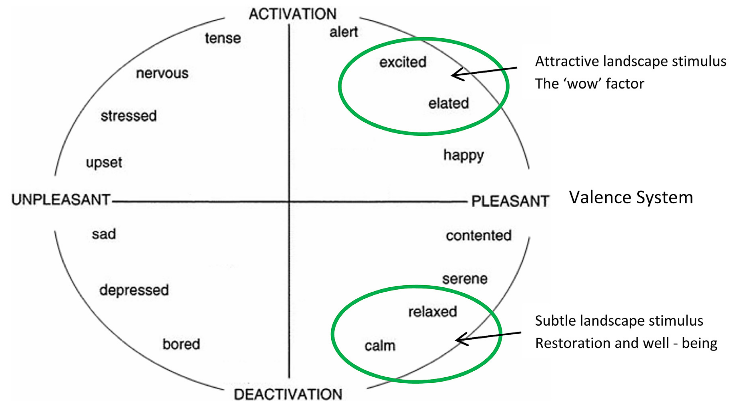 ACTIVATION
tense
alert
nervous
excited
Attractive landscape stimulus
The ‘wow’ factor
stressed
elated
upset
happy
UNPLEASANT
PLEASANT
Valence System
sad
contented
depressed
serene
relaxed
bored
calm
Subtle landscape stimulus
Restoration and well - being
DEACTIVATION